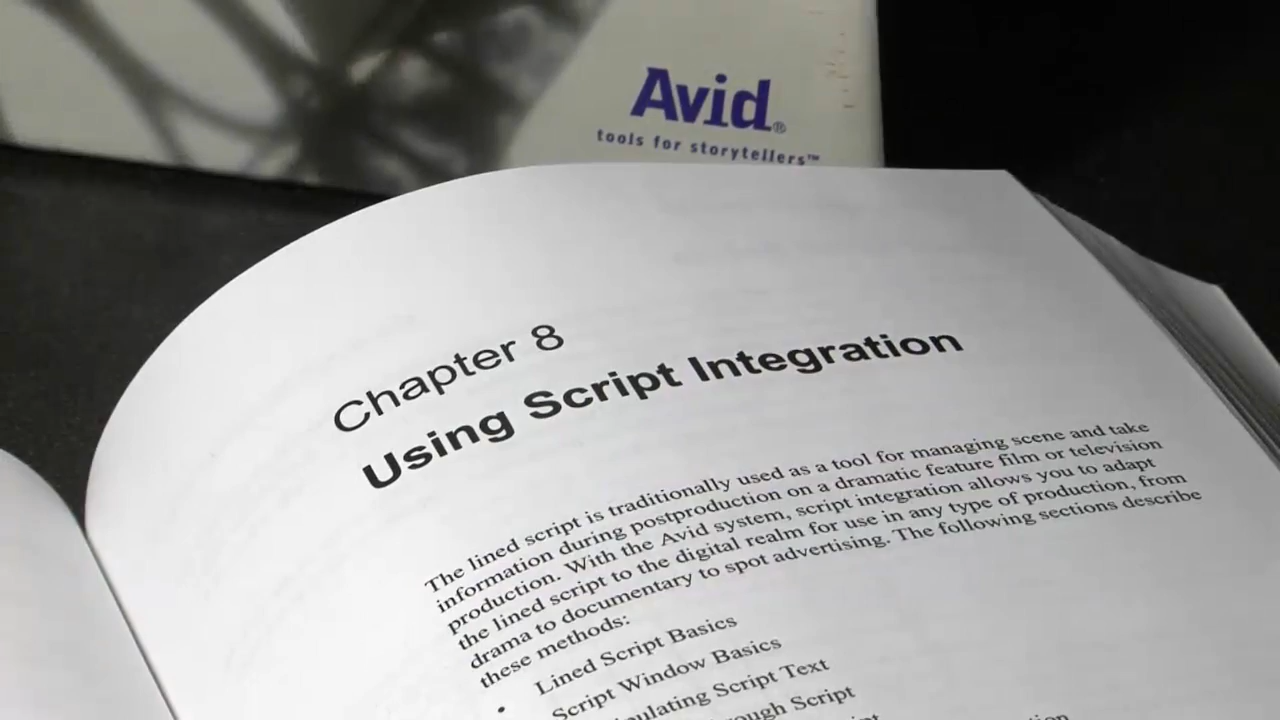 Avid®
tools for storytellers™
Chapter 8
Using Script Integration
The lined script is traditionally used as a tool for managing scene and take
information during postproduction on a dramatic feature film or television
production. With the Avid system, script integration allows you to adapt
the lined script to the digital realm for use in any type of production, from
drama to documentary to spot advertising. The following sections describe
these methods:
• Lined Script Basics
Script Window Basics
Script Text
Script